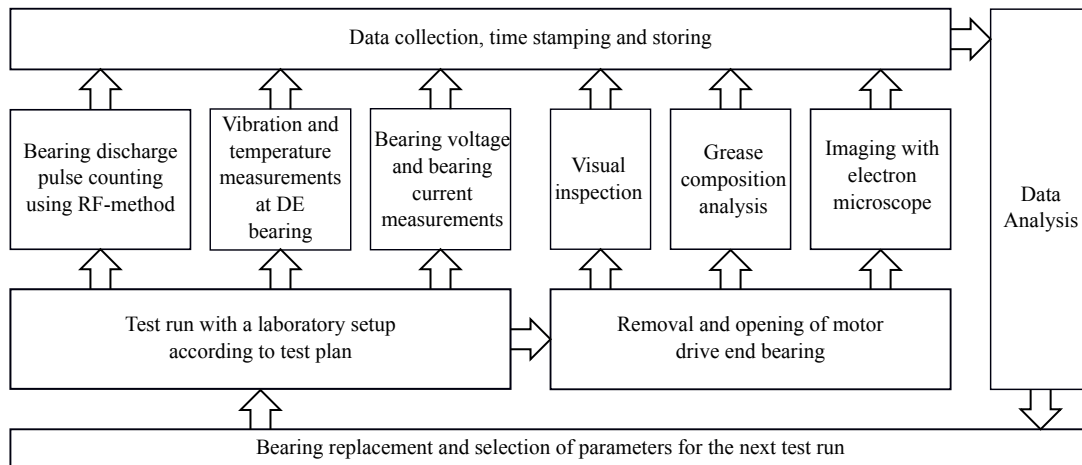 Data collection, time stamping and storing
Bearing discharge
pulse counting
using RF-method
Vibration and
temperature
measurements
at DE
bearing
Bearing voltage
and bearing
current
measurements
Visual
inspection
Grease
composition
analysis
Imaging with
electron
microscope
Data
Analysis
Test run with a laboratory setup
according to test plan
Removal and opening of motor
drive end bearing
Bearing replacement and selection of parameters for the next test run